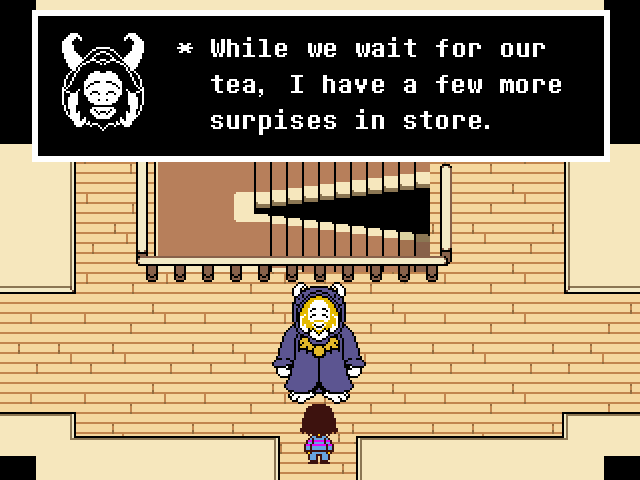 * While we wait for our
tea, I have a few more
surpises in store.